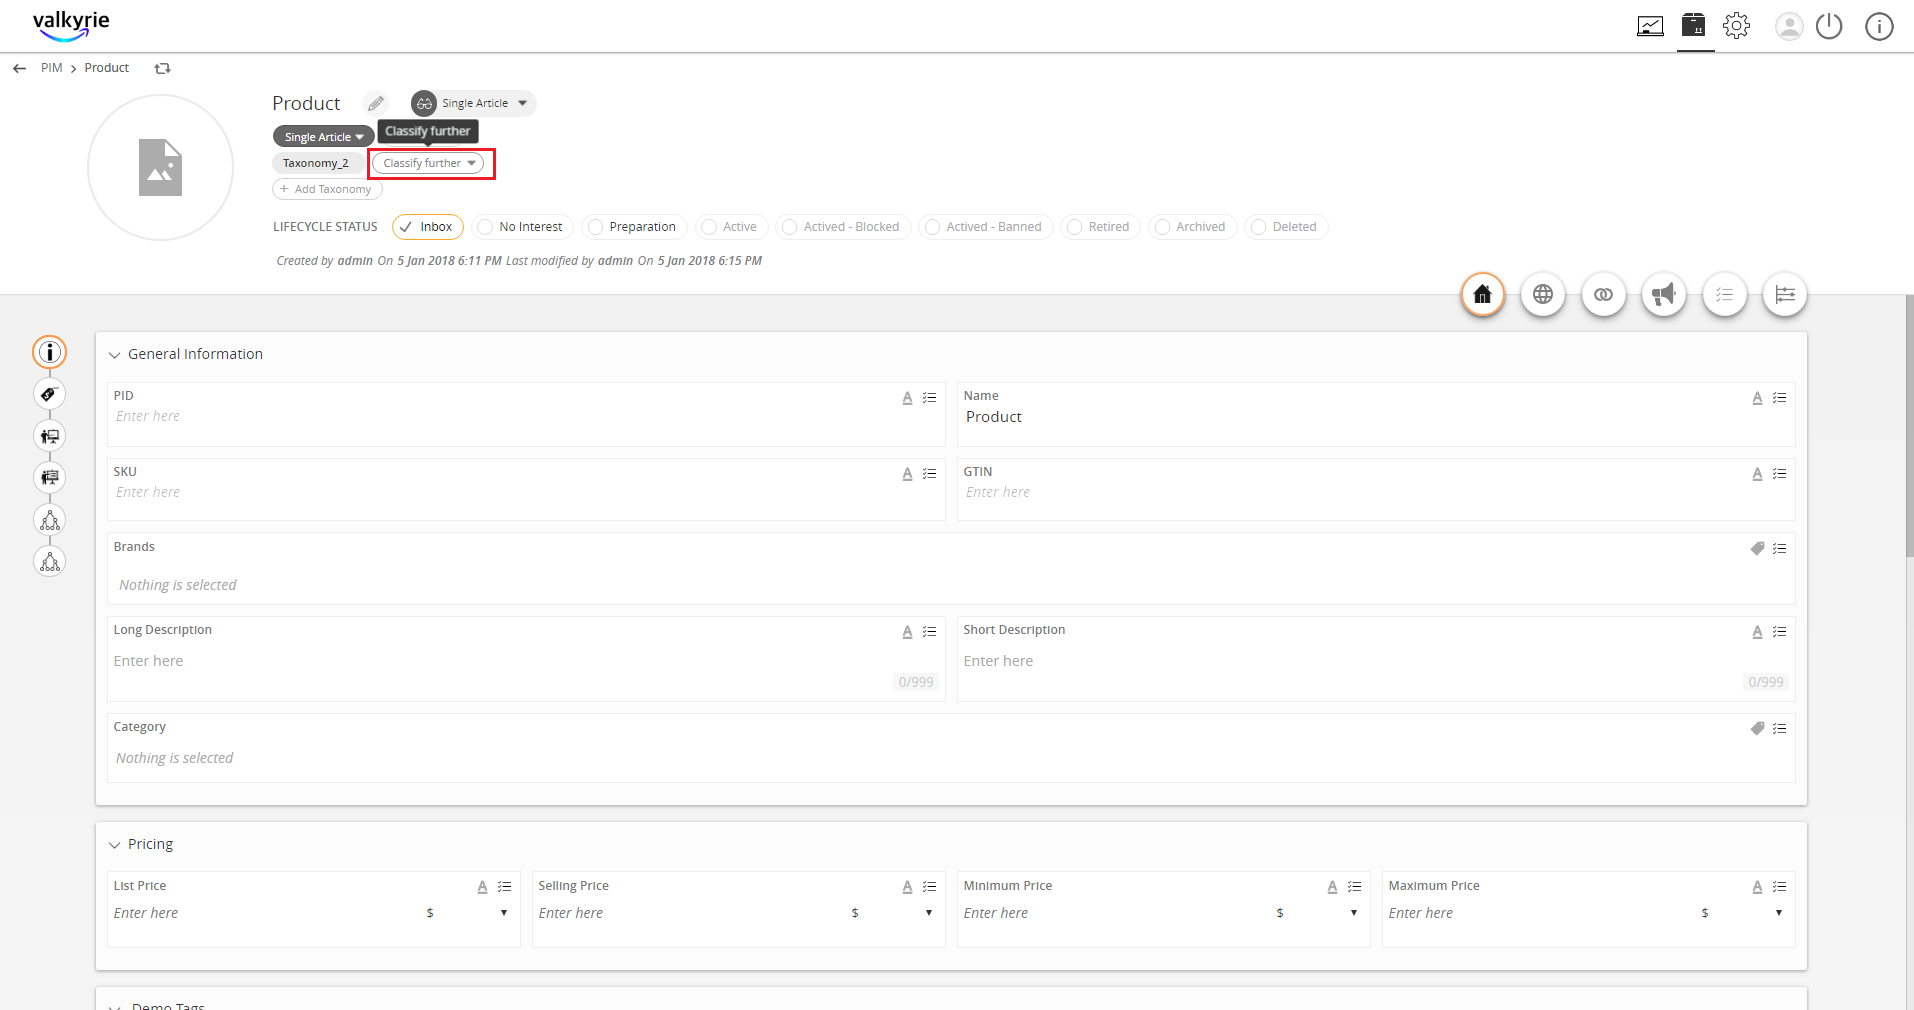 valkyrie
PIM > Product
Product Single Article
Single Article Classify further
Taxonomy_2 Classify further
+ Add Taxonomy
LIFECYCLE STATUS Inbox No Interest Preparation Active Actived - Blocked Actived - Banned Retired Archived Deleted
Created by admin On 5 Jan 2018 6:11 PM Last modified by admin On 5 Jan 2018 6:15 PM
General Information
PID Name
Enter here Product
SKU GTIN
Enter here Enter here
Brands
Nothing is selected
Long Description Short Description
Enter here Enter here
0/999 0/999
Category
Nothing is selected
Pricing
List Price Selling Price Minimum Price Maximum Price
Enter here $ Enter here $ Enter here $ Enter here $
Demo Tags